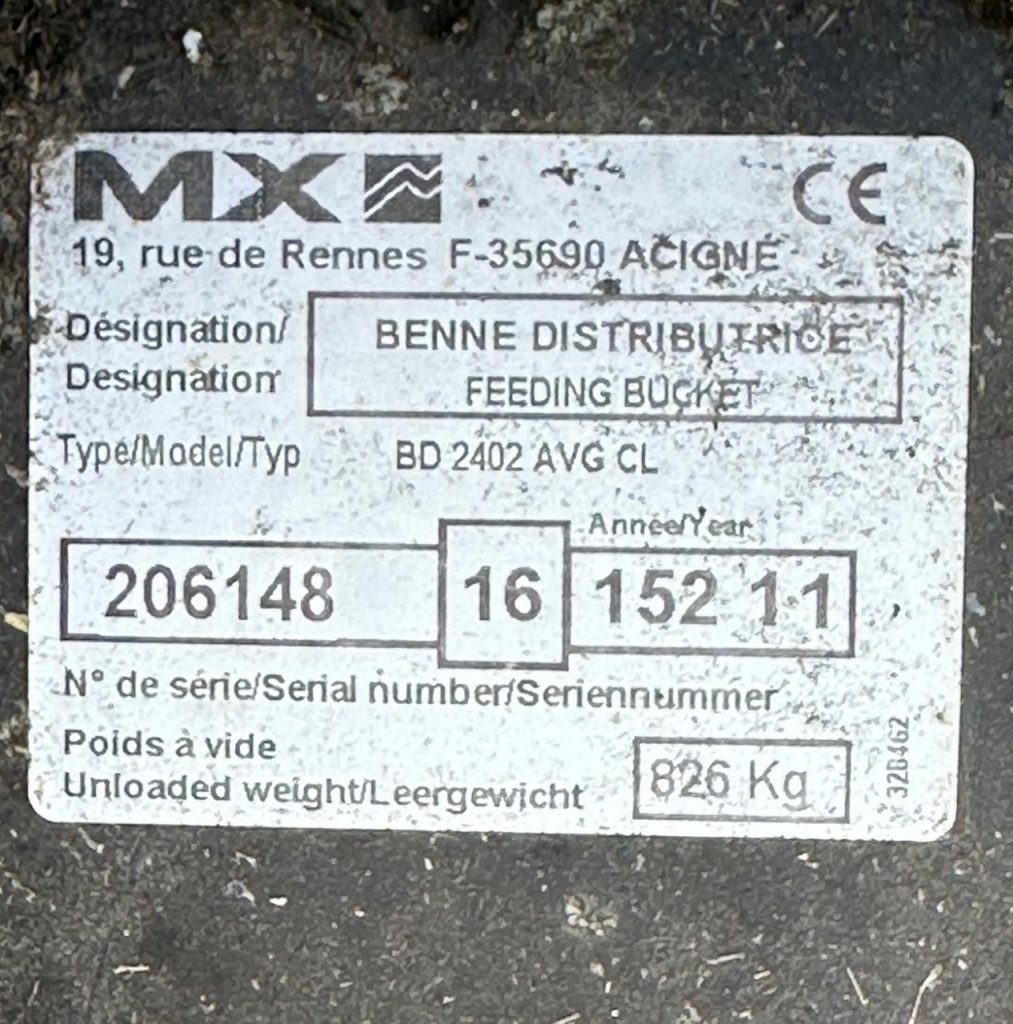 MX
CE
19, rue de Rennes F-35690 ACIGNÉ
Désignation/
Designation
BENNE DISTRIBUTRICE
FEEDING BUCKET
Type/Model/Typ BD 2402 AVG CL
Année/Year
206148 16 152 11
N° de série/Serial number/Seriennummer
Poids à vide
Unloaded weight/Leergewicht
826 Kg
328462